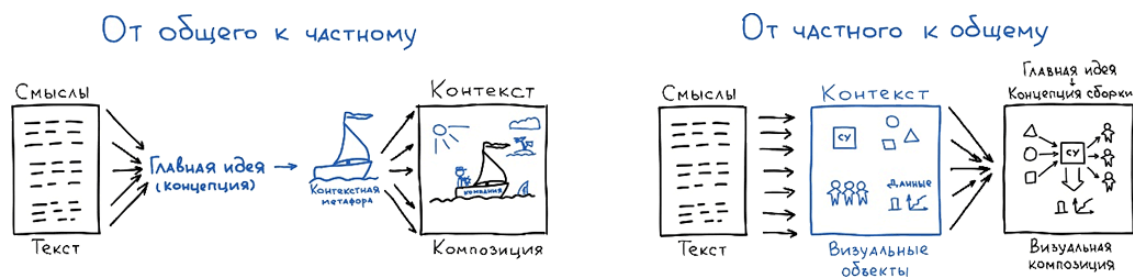 От общего к частному
Смыслы
Текст
Главная идея
(концепция)
Контекстная
метафора
Контекст
компания
Композиция
От частного к общему
Смыслы
Текст
Контекст
СУ
Данные
Визуальные
объекты
Главная идея
Концепция сборки
СУ
Визуальная
композиция